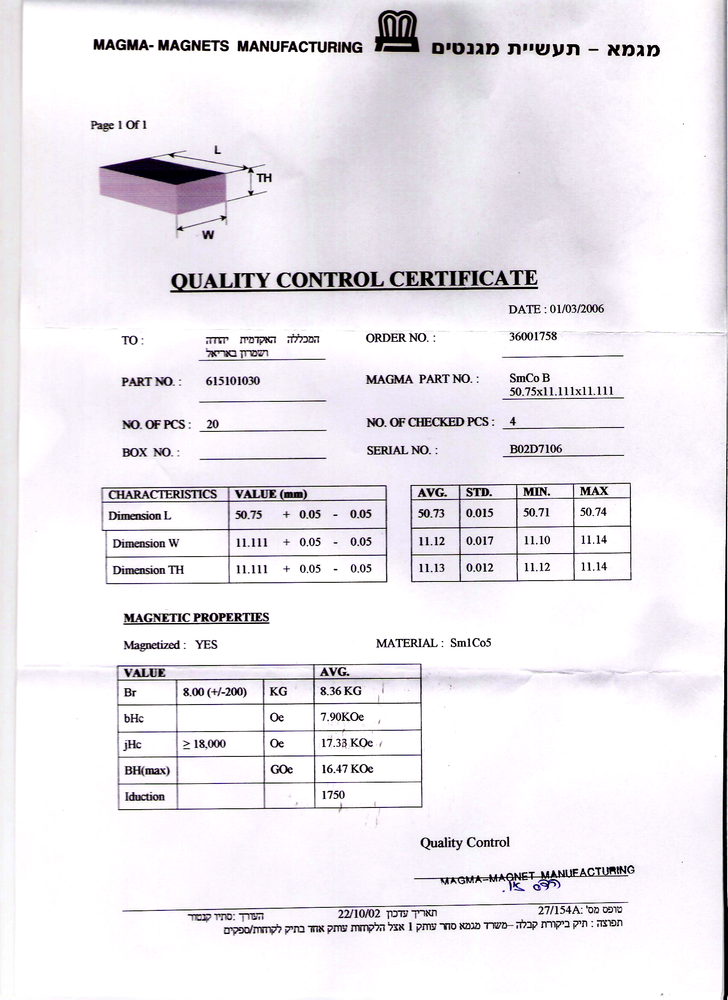 MAGMA- MAGNETS MANUFACTURING מגמא – תעשיית מגנטים
Page 1 Of 1
L
TH
W
QUALITY CONTROL CERTIFICATE
DATE : 01/03/2006
TO : המכללה האקדמית יהודה ORDER NO. : 36001758
ושמרון באריאל
PART NO. : 615101030 MAGMA PART NO. : SmCo B
50.75x11.111x11.111
NO. OF PCS : 20 NO. OF CHECKED PCS : 4
BOX NO. : SERIAL NO. : B02D7106
CHARACTERISTICS VALUE (mm) AVG. STD. MIN. MAX
Dimension L 50.75 + 0.05 - 0.05 50.73 0.015 50.71 50.74
Dimension W 11.111 + 0.05 - 0.05 11.12 0.017 11.10 11.14
Dimension TH 11.111 + 0.05 - 0.05 11.13 0.012 11.12 11.14
MAGNETIC PROPERTIES
Magnetized : YES MATERIAL : Sm1Co5
VALUE AVG.
Br 8.00 (+/-200) KG 8.36 KG
bHc Oe 7.90KOe
jHc ≥ 18,000 Oe 17.33 KOe
BH(max) GOe 16.47 KOe
Iduction 1750
Quality Control
MAGMA–MAGNET MANUFACTURING
טופס מס': 27/154A תאריך עדכון 22/10/02 העורך: סתיו קנטור
תפוצה : תיק ביקורת קבלה –משרד מגמא סחר עותק 1 אצל הלקוחות עותק אחד בתיק לקוחות/ספקים